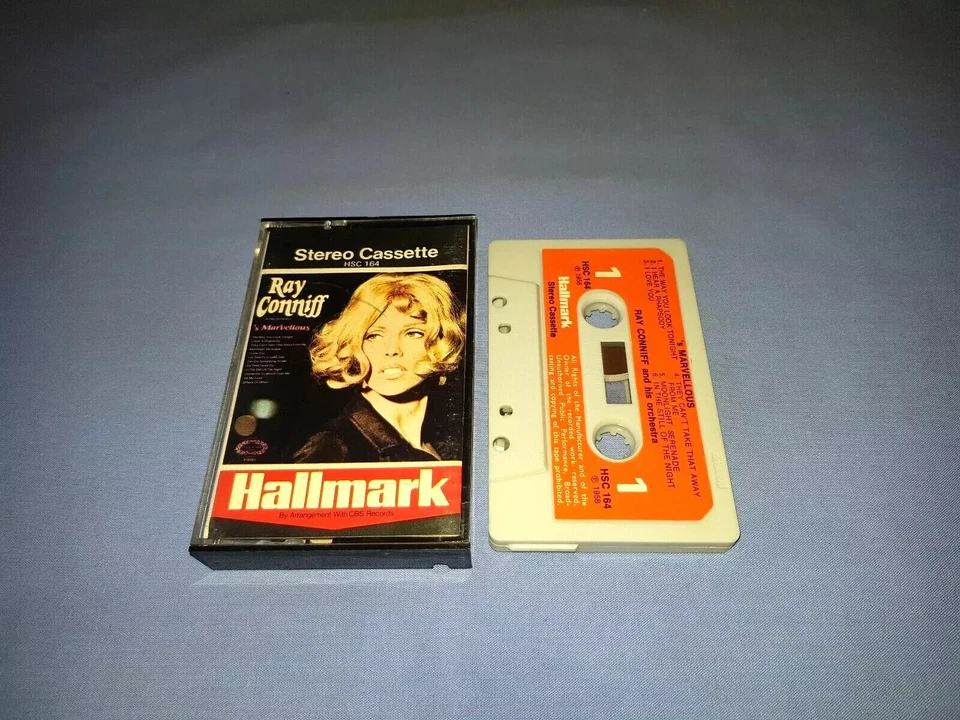 Stereo Cassette
HSC 164
Ray
Conniff
's Marvellous
Hallmark
By Arrangement With CBS Records
's MARVELLOUS
1. THE WAY YOU LOOK TONIGHT
2. I HEAR A RHAPSODY
3. I LOVE YOU
4. THEY CAN'T TAKE THAT AWAY
FROM ME
5. MOONLIGHT SERENADE
6. IN THE STILL OF THE NIGHT
RAY CONNIFF and his orchestra
1
HSC 164
℗ 1958
1
HSC 164
℗ 1958
Hallmark
Stereo Cassette
All Rights of the Manufacturer and of the
Owner of the recorded work reserved.
Unauthorised Public Performance, Broad-
casting and copying of this tape prohibited.